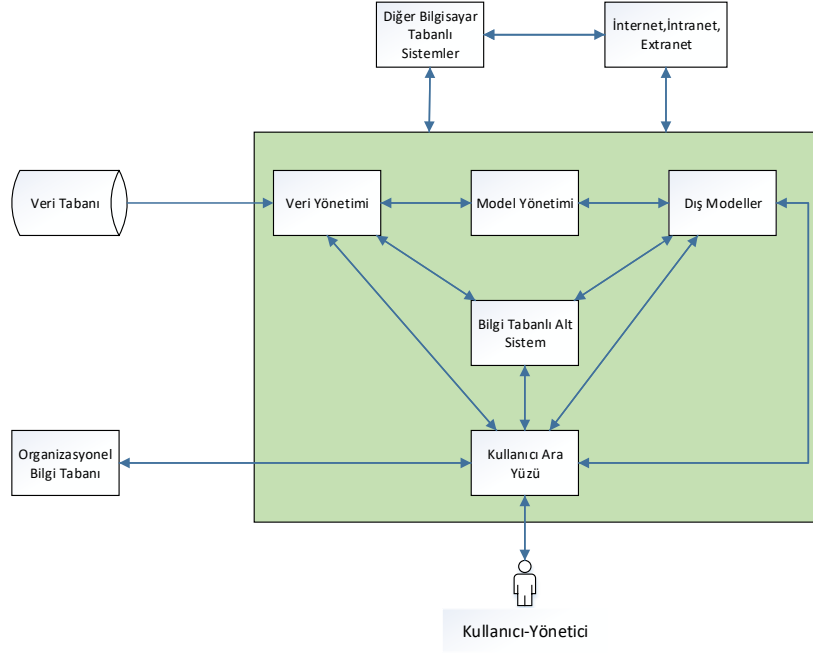 Diğer Bilgisayar
Tabanlı
Sistemler
İnternet,İntranet,
Extranet
Veri Tabanı
Veri Yönetimi
Model Yönetimi
Dış Modeller
Bilgi Tabanlı Alt
Sistem
Organizasyonel
Bilgi Tabanı
Kullanıcı Ara
Yüzü
Kullanıcı-Yönetici